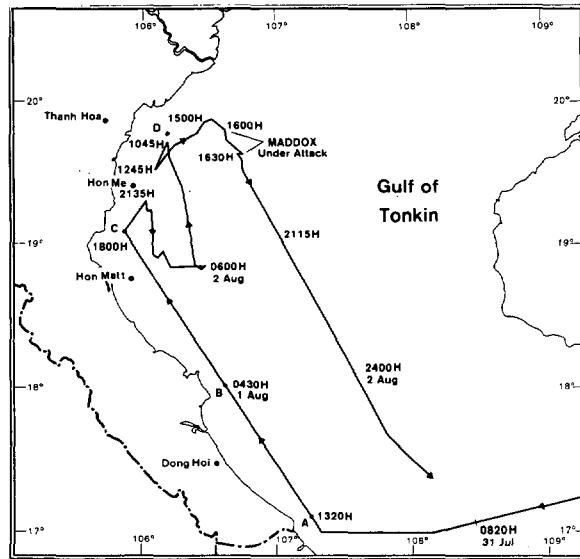 106°
107°
108°
109°
20°
20°
Thanh Hoa
D
1500H
1045H
1600H
MADDOX
Under Attack
1245H
1630H
Hon Me
2135H
Gulf of
Tonkin
2115H
19°
19°
C
1800H
0600H
2 Aug
Hon Matt
2400H
2 Aug
18°
18°
B
0430H
1 Aug
Dong Hoi
A
1320H
0820H
31 Jul
17°
17°
106°
107°
108°
109°